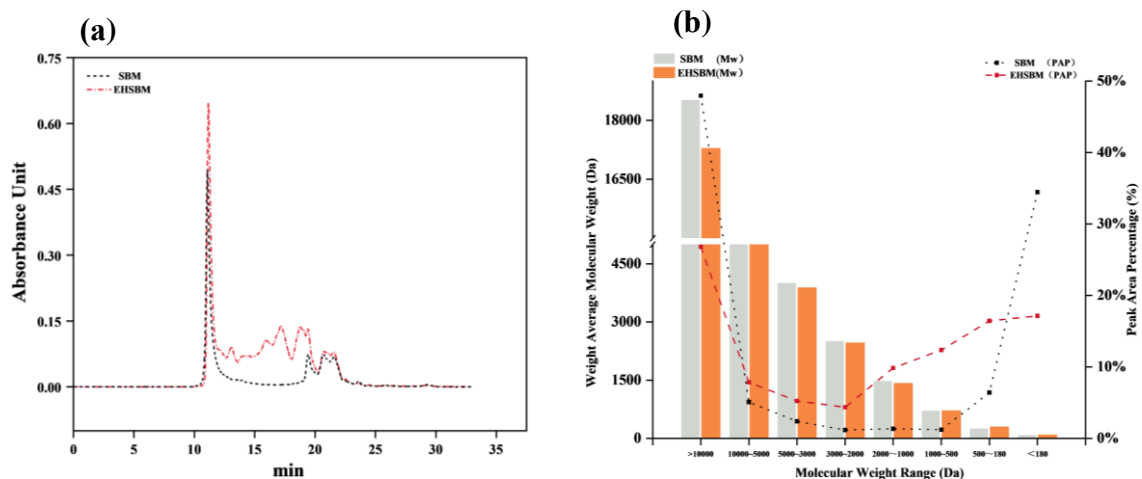 (a)
0.75
0.60
0.45
0.30
0.15
0.00
Absorbance Unit
SBM
EHSBM
0
5
10
15
20
25
30
35
min
(b)
SBM (Mw)
EHSBM(Mw)
SBM （PAP）
EHSBM（PAP）
18000
16500
4500
3000
1500
0
Weight Average Molecular Weight (Da)
50%
40%
30%
20%
10%
0%
Peak Area Percentage (%)
>10000
10000~5000
5000~3000
3000~2000
2000~1000
1000~500
500~180
＜180
Molecular Weight Range (Da)